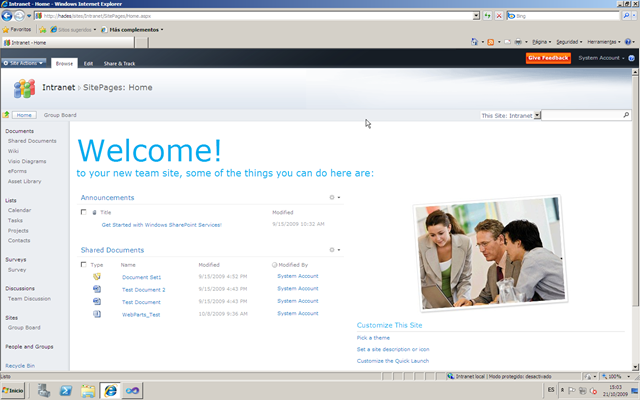 Intranet - Home - Windows Internet Explorer
http://hades/sites/Intranet/SitePages/Home.aspx
Bing
Favoritos
Sitios sugeridos
Más complementos
Intranet - Home
Página
Seguridad
Herramientas
Site Actions
Browse
Edit
Share & Track
Give Feedback
System Account
Intranet
SitePages: Home
Home
Group Board
This Site: Intranet
Documents
Shared Documents
Wiki
Visio Diagrams
eForms
Asset Library
Lists
Calendar
Tasks
Projects
Contacts
Surveys
Survey
Discussions
Team Discussion
Sites
Group Board
People and Groups
Recycle Bin
Welcome!
to your new team site, some of the things you can do here are:
Announcements
Title Modified
Get Started with Windows SharePoint Services! 9/15/2009 10:32 AM
Shared Documents
Type Name Modified Modified By
Document Set1 9/15/2009 4:52 PM System Account
Test Document 2 9/15/2009 4:43 PM System Account
Test Document 9/15/2009 4:43 PM System Account
WebParts_Test 10/8/2009 9:36 AM System Account
Customize This Site
Pick a theme
Set a site description or icon
Customize the Quick Launch
Lists
Intranet local | Modo protegido: desactivado
100%
Inicio
ES
15:03
21/10/2009